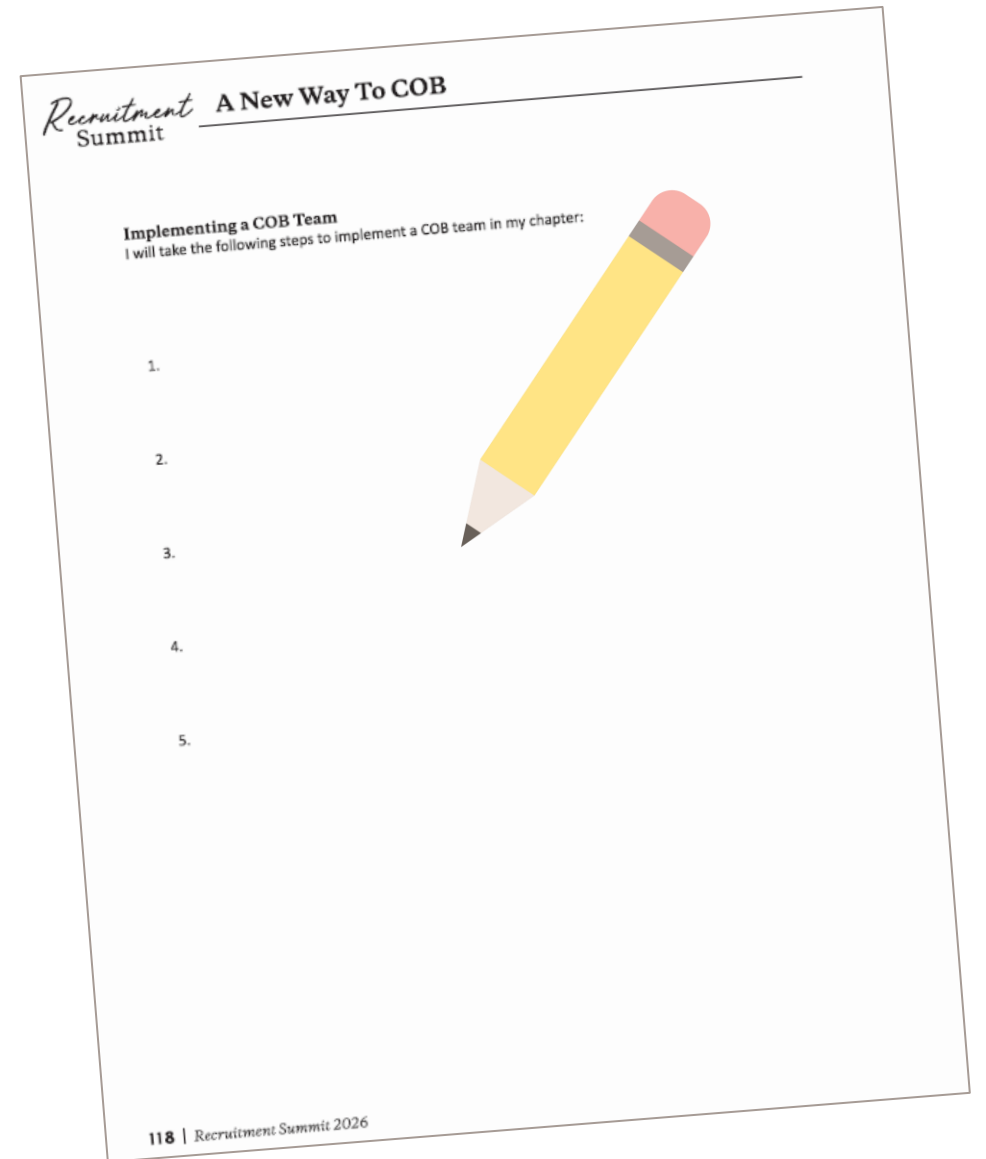 Recruitment
Summit
A New Way To COB
Implementing a COB Team
I will take the following steps to implement a COB team in my chapter:
1.
2.
3.
4.
5.
118 | Recruitment Summit 2026